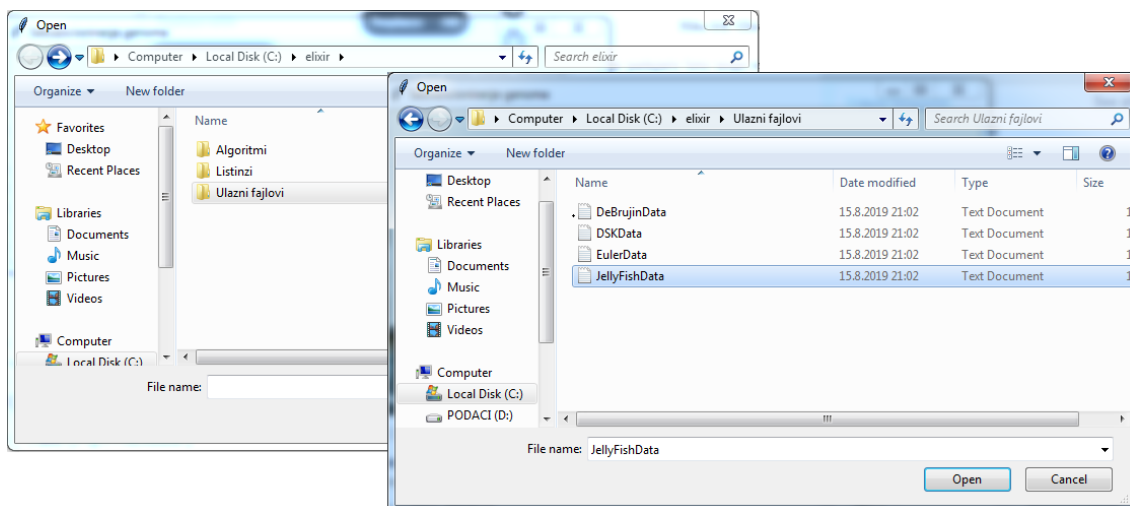 Open
Computer ▸ Local Disk (C:) ▸ elixir ▸
Search elixir
Organize ▾ New folder
Name
Favorites
Desktop
Recent Places
Libraries
Documents
Music
Pictures
Videos
Computer
Local Disk (C:)
Algoritmi
Listinzi
Ulazni fajlovi
File name:
Open
Computer ▸ Local Disk (C:) ▸ elixir ▸ Ulazni fajlovi
Search Ulazni fajlovi
Organize ▾ New folder
Desktop
Recent Places
Libraries
Documents
Music
Pictures
Videos
Computer
Local Disk (C:)
PODACI (D:)
Name Date modified Type Size
DeBrujinData 15.8.2019 21:02 Text Document 1
DSKData 15.8.2019 21:02 Text Document 1
EulerData 15.8.2019 21:02 Text Document 1
JellyFishData 15.8.2019 21:02 Text Document 1
File name: JellyFishData
Open Cancel